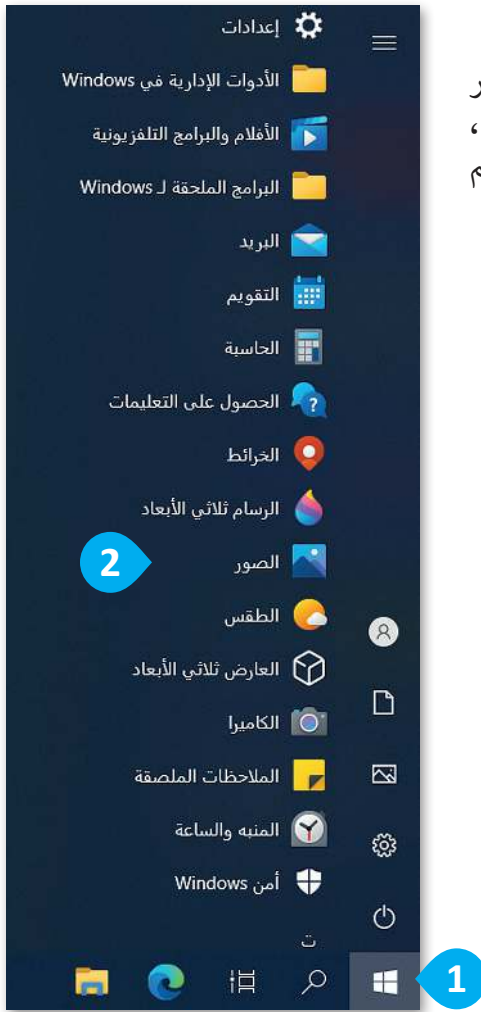 إعدادات
الأدوات الإدارية في Windows
الأفلام والبرامج التلفزيونية
البرامج الملحقة لـ Windows
البريد
التقويم
الحاسبة
الحصول على التعليمات
الخرائط
الرسام ثلاثي الأبعاد
2
الصور
الطقس
العارض ثلاثي الأبعاد
الكاميرا
الملاحظات الملصقة
المنبه والساعة
أمن Windows
ت
1